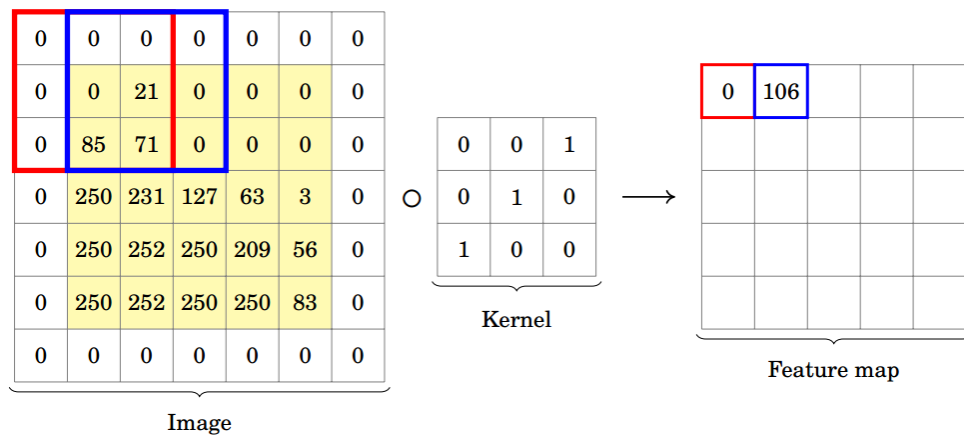 0 0 0 0 0 0 0
0 0 21 0 0 0 0
0 85 71 0 0 0 0
0 250 231 127 63 3 0
0 250 252 250 209 56 0
0 250 252 250 250 83 0
0 0 0 0 0 0 0
Image
0 0 1
0 1 0
1 0 0
Kernel
0 106
Feature map